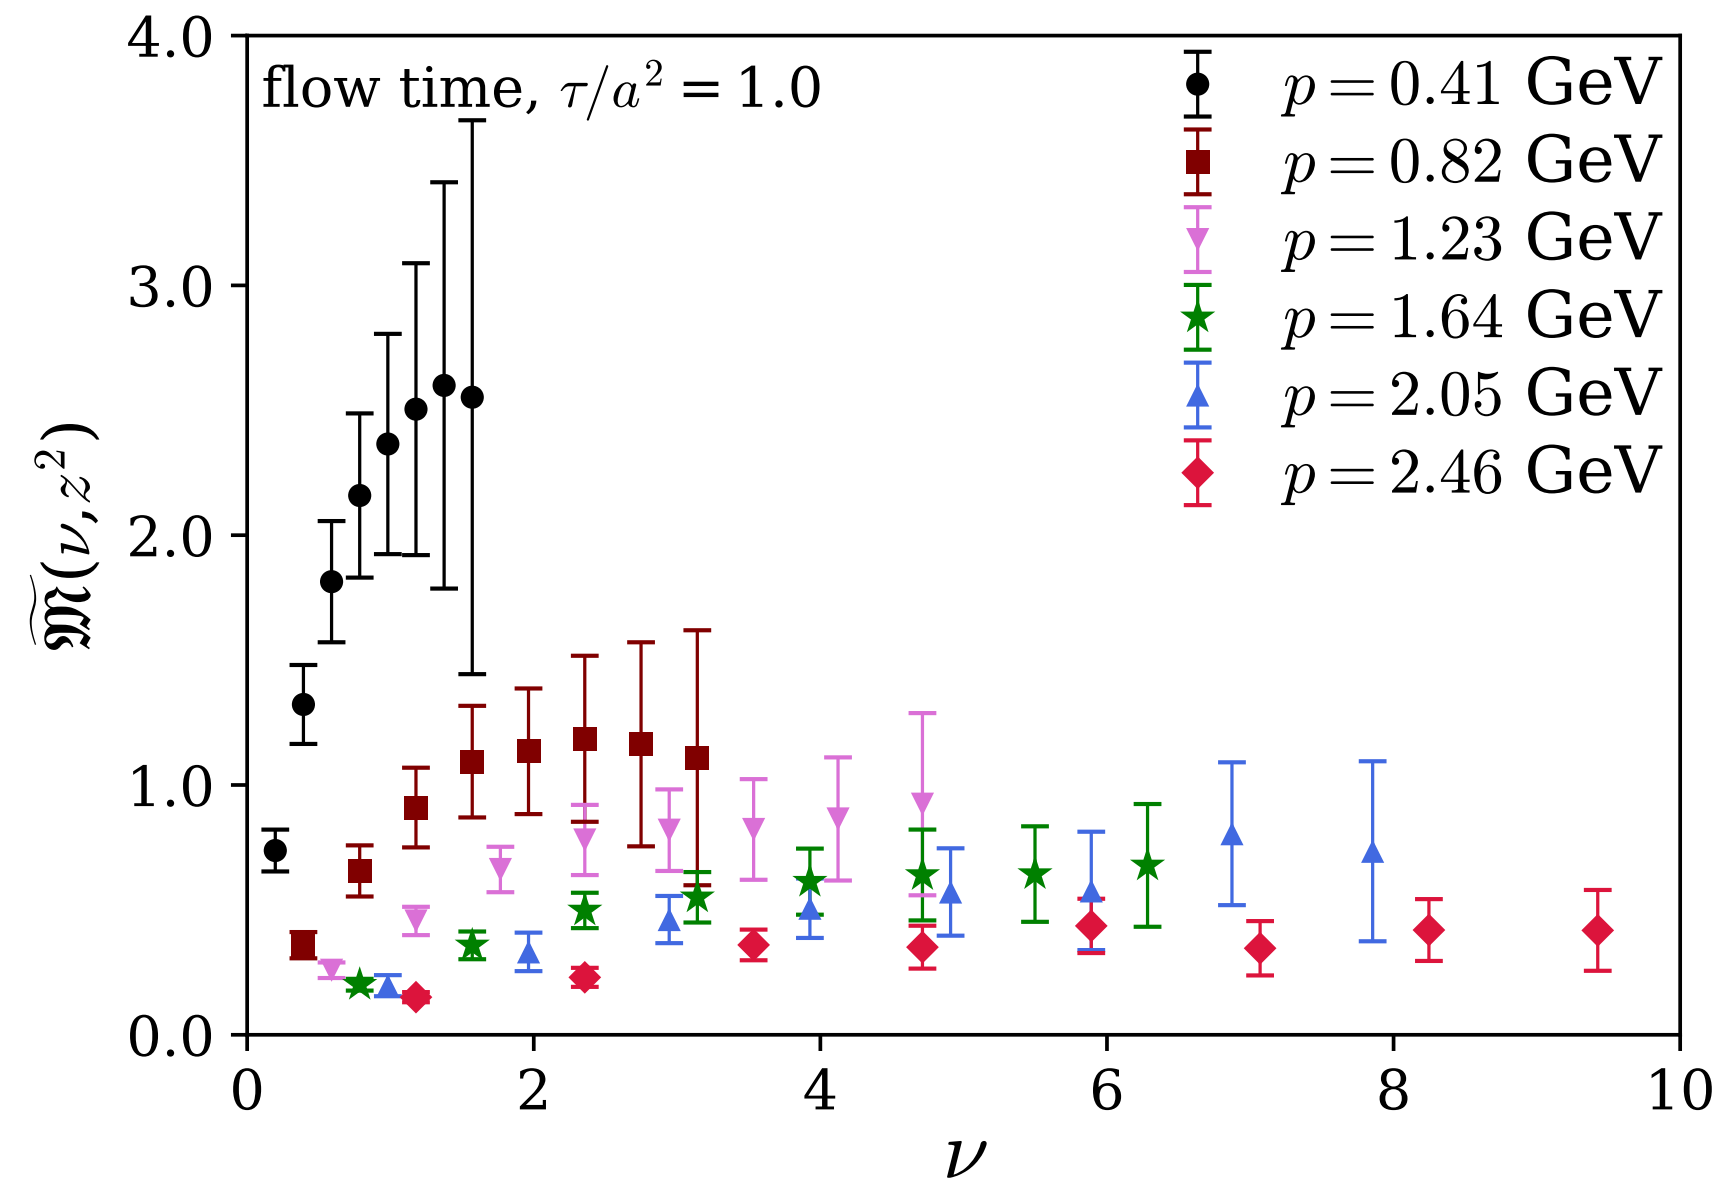 flow time, τ/a² = 1.0
p = 0.41 GeV
p = 0.82 GeV
p = 1.23 GeV
p = 1.64 GeV
p = 2.05 GeV
p = 2.46 GeV
4.0
3.0
2.0
1.0
0.0
𝔐̃(ν, z²)
0 2 4 6 8 10
ν